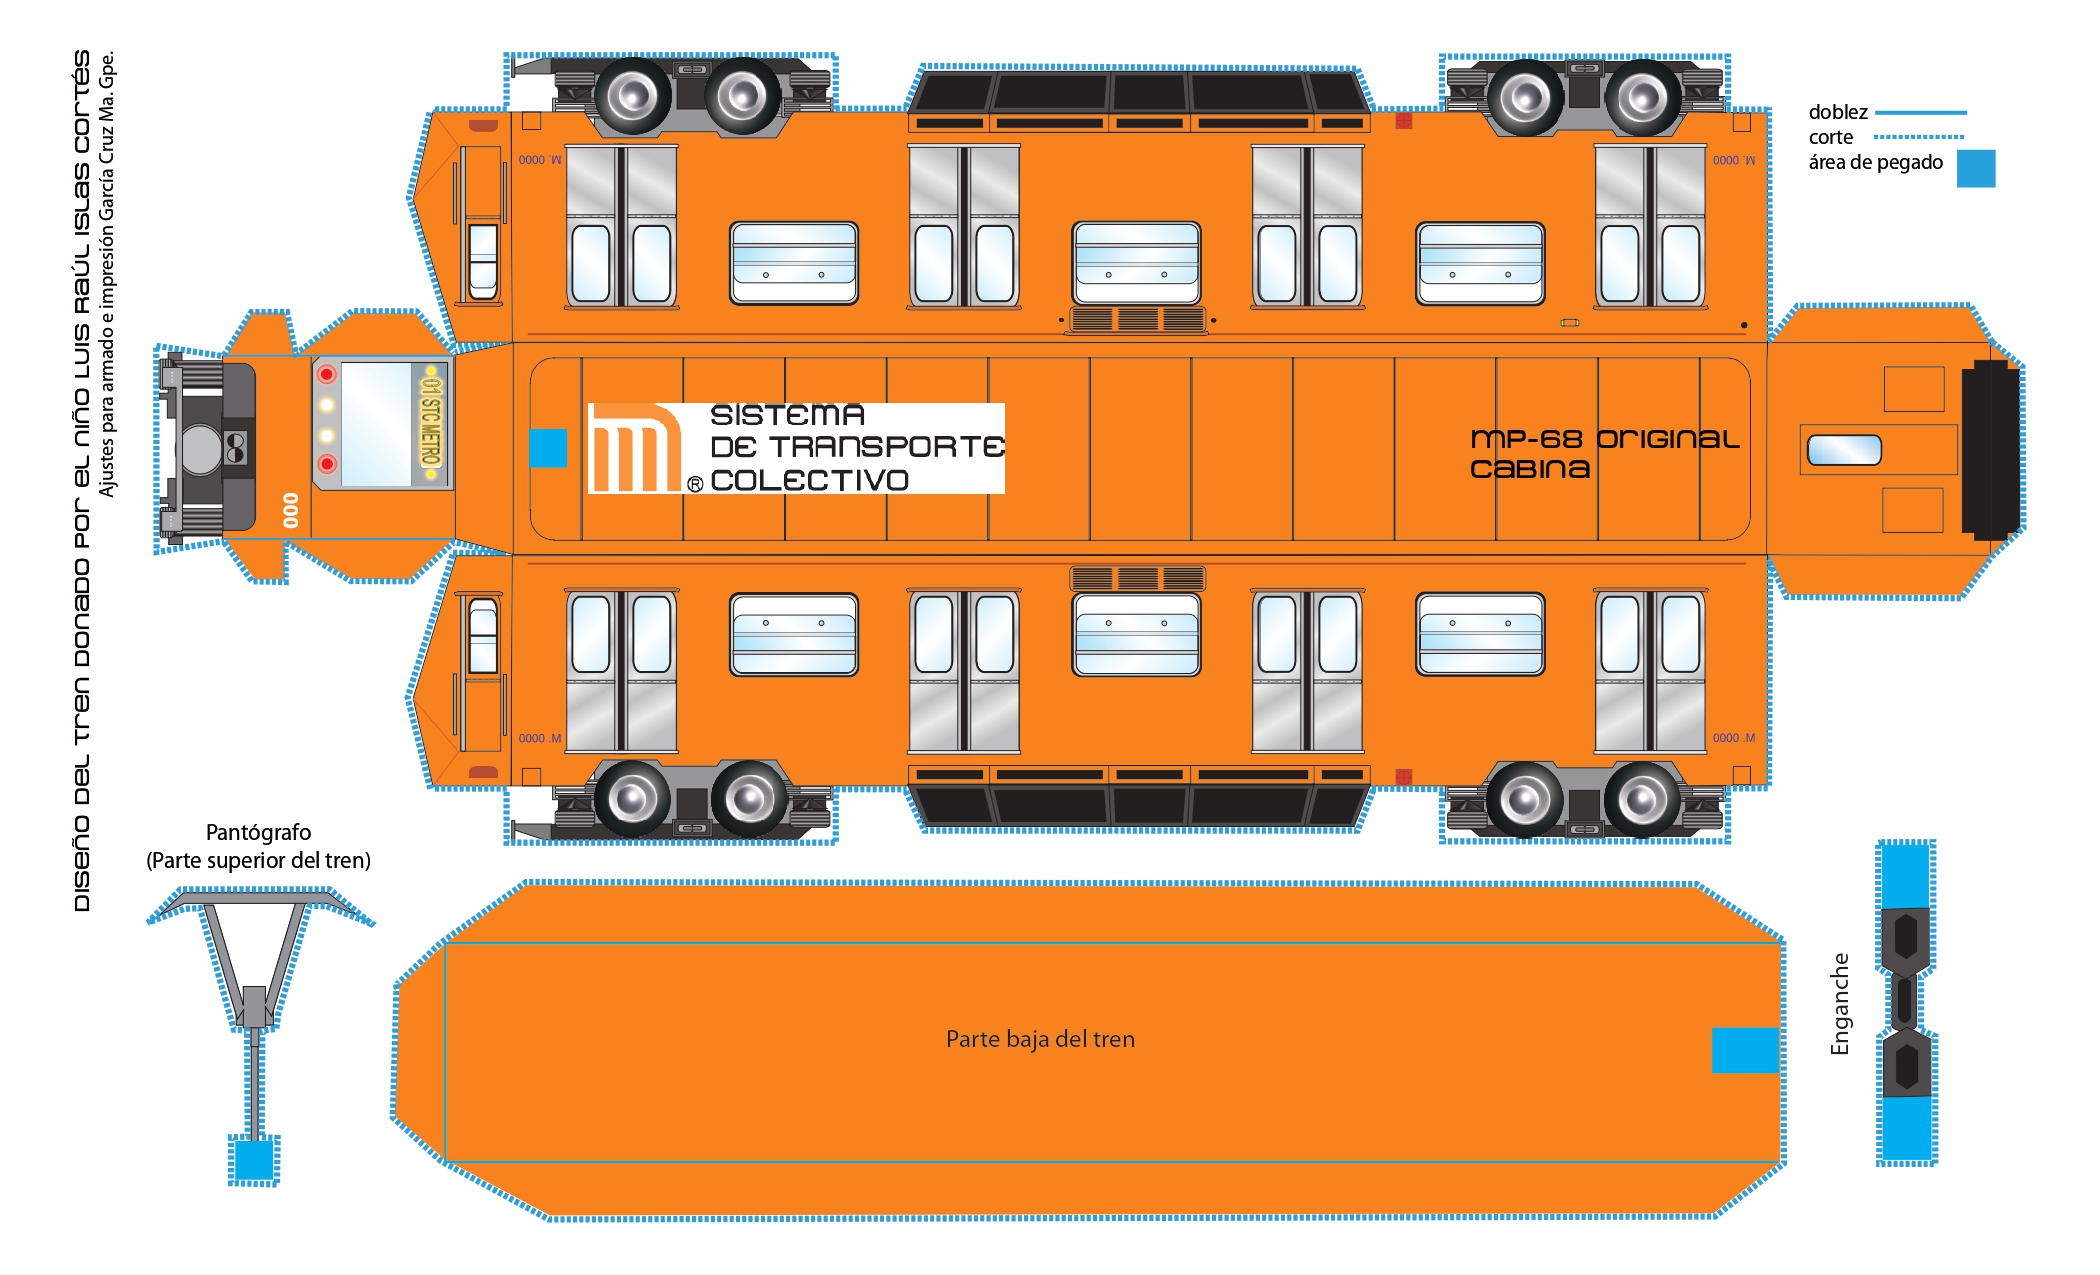 DISEÑO DEL TREN DONADO POR EL NIÑO LUIS RAÚL ISLAS CORTÉS
Ajustes para armado e impresión García Cruz Ma. Gpe.
doblez
corte
área de pegado
M. 0000
M. 0000
01 STC METRO
000
SISTEMA
DE TRANSPORTE
COLECTIVO
®
MP-68 ORIGINAL
CABINA
M. 0000
M. 0000
Pantógrafo
(Parte superior del tren)
Parte baja del tren
Enganche